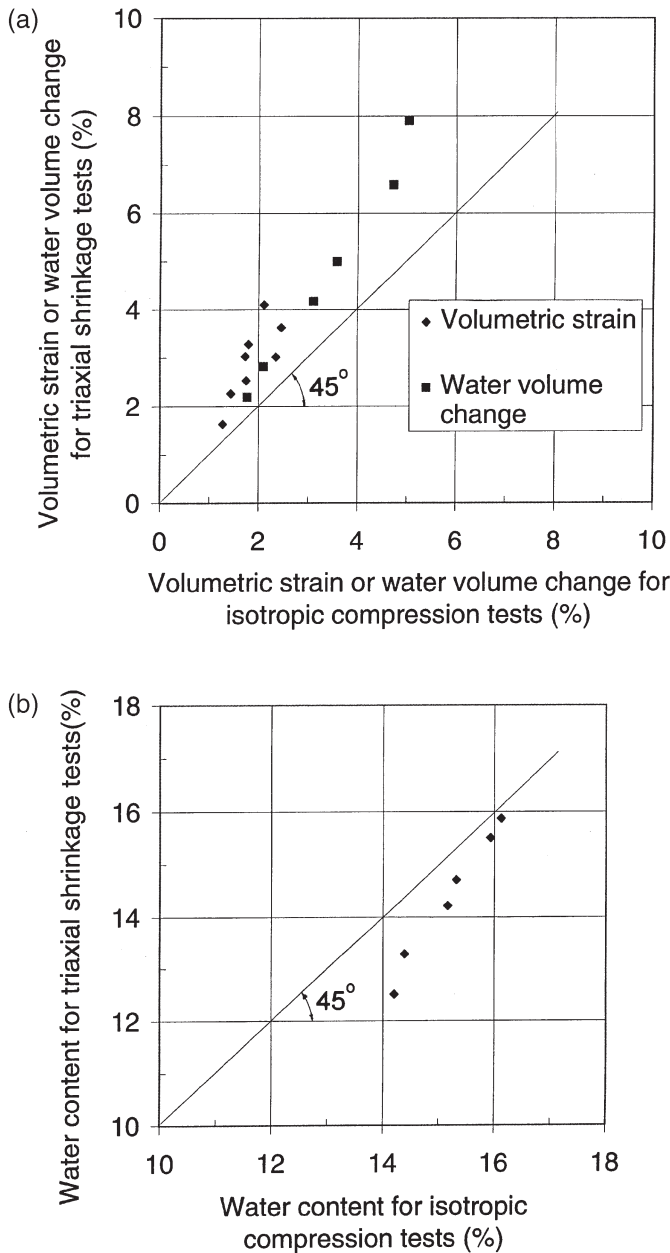 (a)
Volumetric strain or water volume change
for triaxial shrinkage tests (%)
10
8
6
4
2
0
45°
Volumetric strain
Water volume
change
0 2 4 6 8 10
Volumetric strain or water volume change for
isotropic compression tests (%)
(b)
Water content for triaxial shrinkage tests(%)
18
16
14
12
10
45°
10 12 14 16 18
Water content for isotropic
compression tests (%)